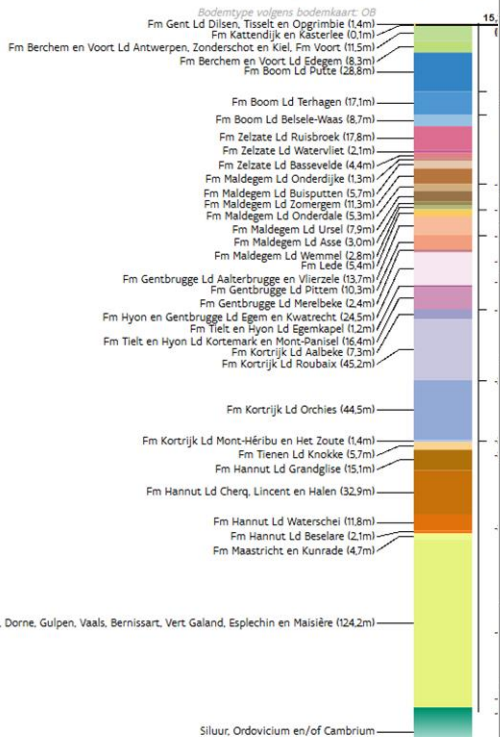 Bodemtype volgens bodemkaart: OB
15,
Fm Gent Ld Dilsen, Tisselt en Opgrimbie (1,4m)
Fm Kattendijk en Kasterlee (0,1m)
Fm Berchem en Voort Ld Antwerpen, Zonderschot en Kiel, Fm Voort (11,5m)
Fm Berchem en Voort Ld Edegem (8,3m)
Fm Boom Ld Putte (28,8m)
Fm Boom Ld Terhagen (17,1m)
Fm Boom Ld Belsele-Waas (8,7m)
Fm Zelzate Ld Ruisbroek (17,8m)
Fm Zelzate Ld Watervliet (2,1m)
Fm Zelzate Ld Bassevelde (4,4m)
Fm Maldegem Ld Onderdijke (1,3m)
Fm Maldegem Ld Buisputten (5,7m)
Fm Maldegem Ld Zomergem (11,3m)
Fm Maldegem Ld Onderdale (5,3m)
Fm Maldegem Ld Ursel (7,9m)
Fm Maldegem Ld Asse (3,0m)
Fm Maldegem Ld Wemmel (2,8m)
Fm Lede (5,4m)
Fm Gentbrugge Ld Aalterbrugge en Vlierzele (13,7m)
Fm Gentbrugge Ld Pittem (10,3m)
Fm Gentbrugge Ld Merelbeke (2,4m)
Fm Hyon en Gentbrugge Ld Egem en Kwatrecht (24,5m)
Fm Tielt en Hyon Ld Egemkapel (1,2m)
Fm Tielt en Hyon Ld Kortemark en Mont-Panisel (16,4m)
Fm Kortrijk Ld Aalbeke (7,3m)
Fm Kortrijk Ld Roubaix (45,2m)
Fm Kortrijk Ld Orchies (44,5m)
Fm Kortrijk Ld Mont-Héribu en Het Zoute (1,4m)
Fm Tienen Ld Knokke (5,7m)
Fm Hannut Ld Grandglise (15,1m)
Fm Hannut Ld Cherq, Lincent en Halen (32,9m)
Fm Hannut Ld Waterschei (11,8m)
Fm Hannut Ld Beselare (2,1m)
Fm Maastricht en Kunrade (4,7m)
, Dorne, Gulpen, Vaals, Bernissart, Vert Galand, Esplechin en Maisière (124,2m)
Siluur, Ordovicium en/of Cambrium